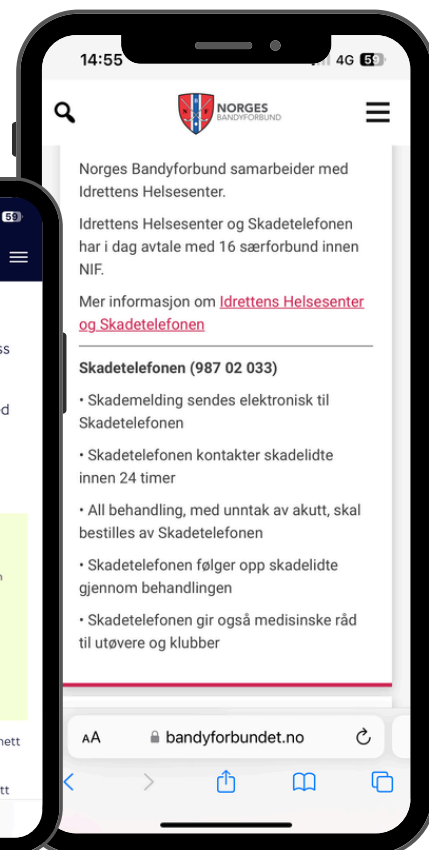 14:55
4G 59
NORGES
BANDYFORBUND
Norges Bandyforbund samarbeider med
Idrettens Helsesenter.
Idrettens Helsesenter og Skadetelefonen
har i dag avtale med 16 særforbund innen
NIF.
Mer informasjon om Idrettens Helsesenter
og Skadetelefonen
Skadetelefonen (987 02 033)
• Skademelding sendes elektronisk til
Skadetelefonen
• Skadetelefonen kontakter skadelidte
innen 24 timer
• All behandling, med unntak av akutt, skal
bestilles av Skadetelefonen
• Skadetelefonen følger opp skadelidte
gjennom behandlingen
• Skadetelefonen gir også medisinske råd
til utøvere og klubber
AA bandyforbundet.no
59